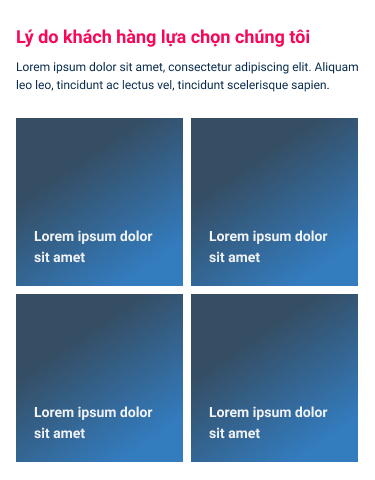 Lý do khách hàng lựa chọn chúng tôi
Lorem ipsum dolor sit amet, consectetur adipiscing elit. Aliquam
leo leo, tincidunt ac lectus vel, tincidunt scelerisque sapien.
Lorem ipsum dolor
sit amet
Lorem ipsum dolor
sit amet
Lorem ipsum dolor
sit amet
Lorem ipsum dolor
sit amet